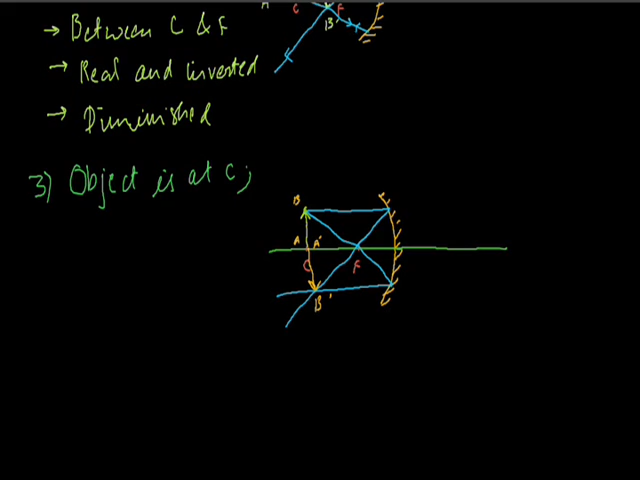 A C B' F
→ Between C & F
→ Real and inverted
→ Diminished
3) Object is at C;
B
A A'
C F
B'